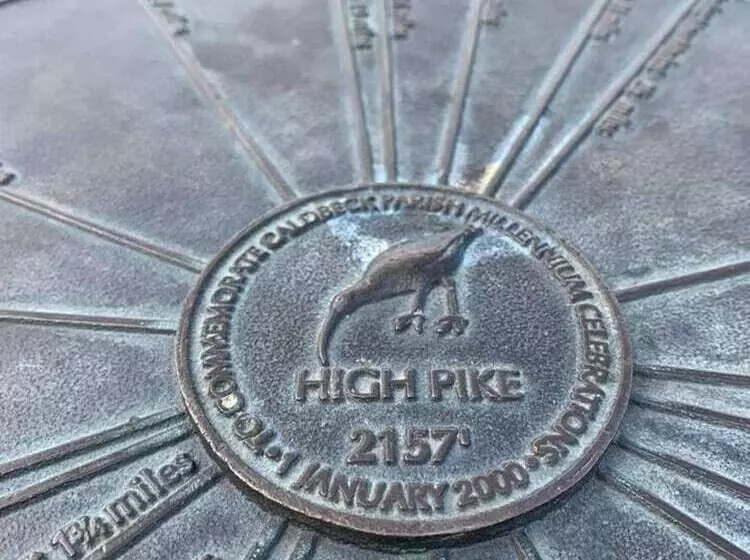 TO COMMEMORATE CALDBECK PARISH MILLENNIUM CELEBRATIONS
HIGH PIKE
2157'
1 JANUARY 2000
1¾ miles